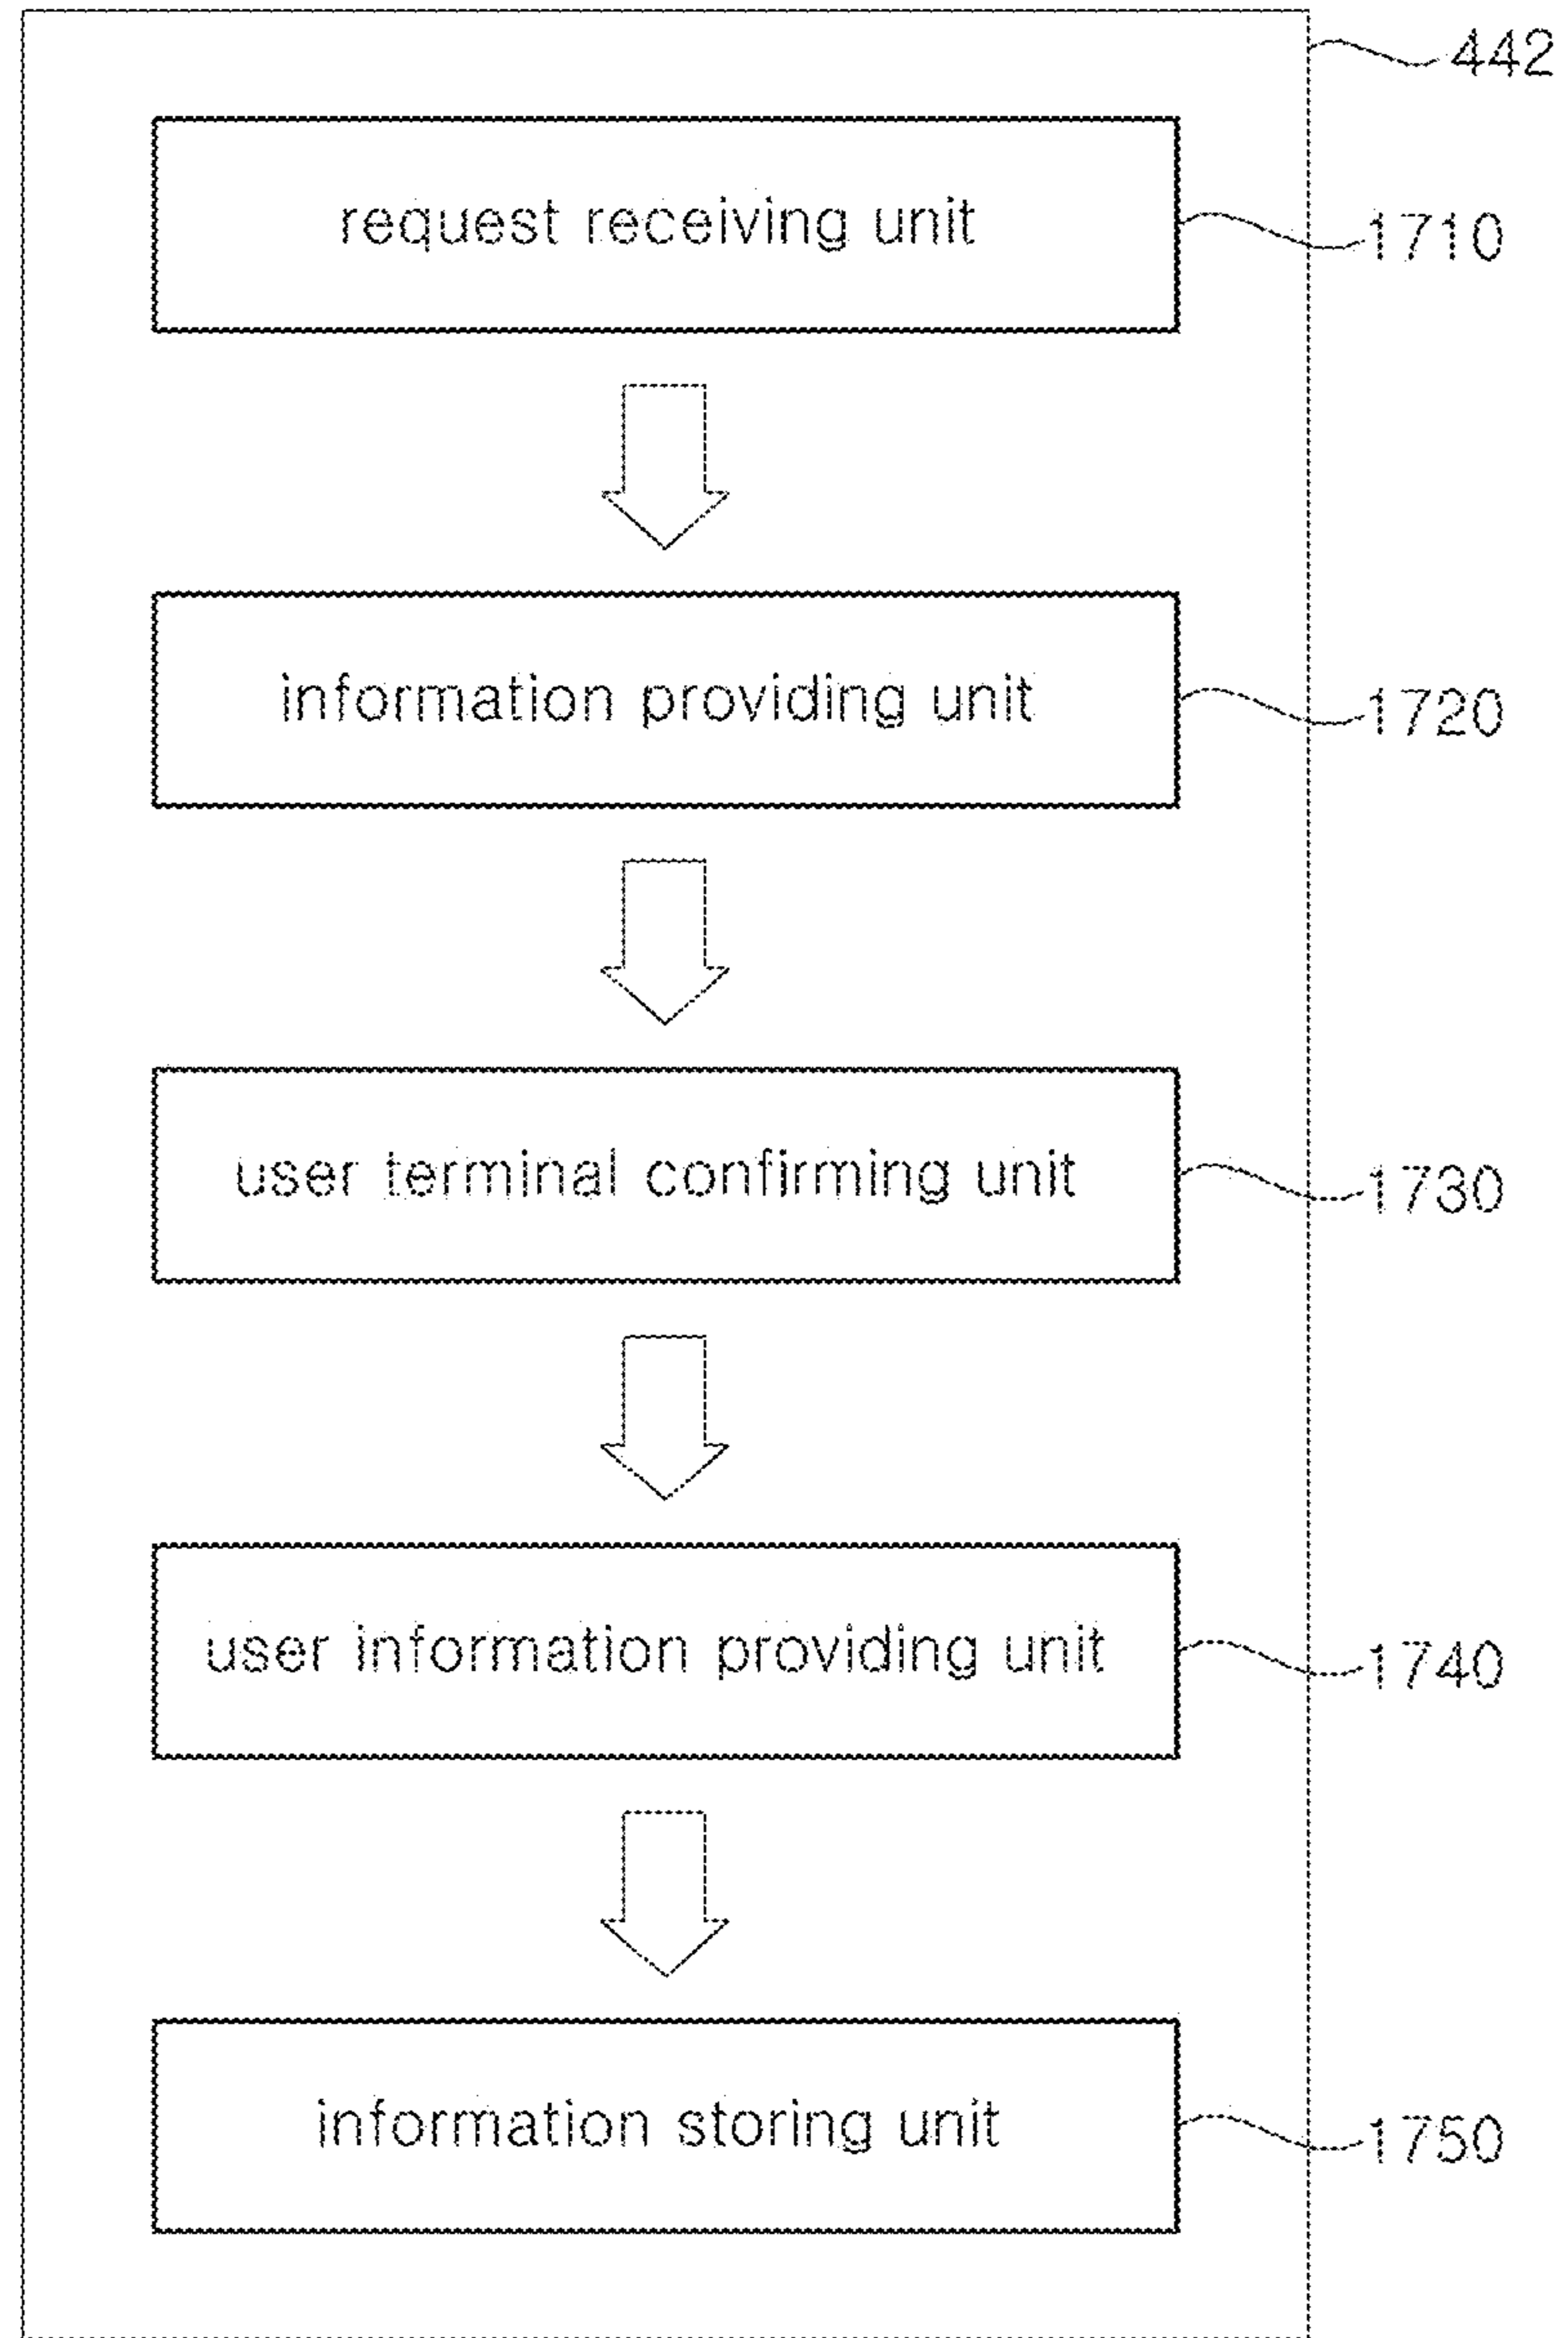 442
request receiving unit
1710
information providing unit
1720
user terminal confirming unit
1730
user information providing unit
1740
information storing unit
1750